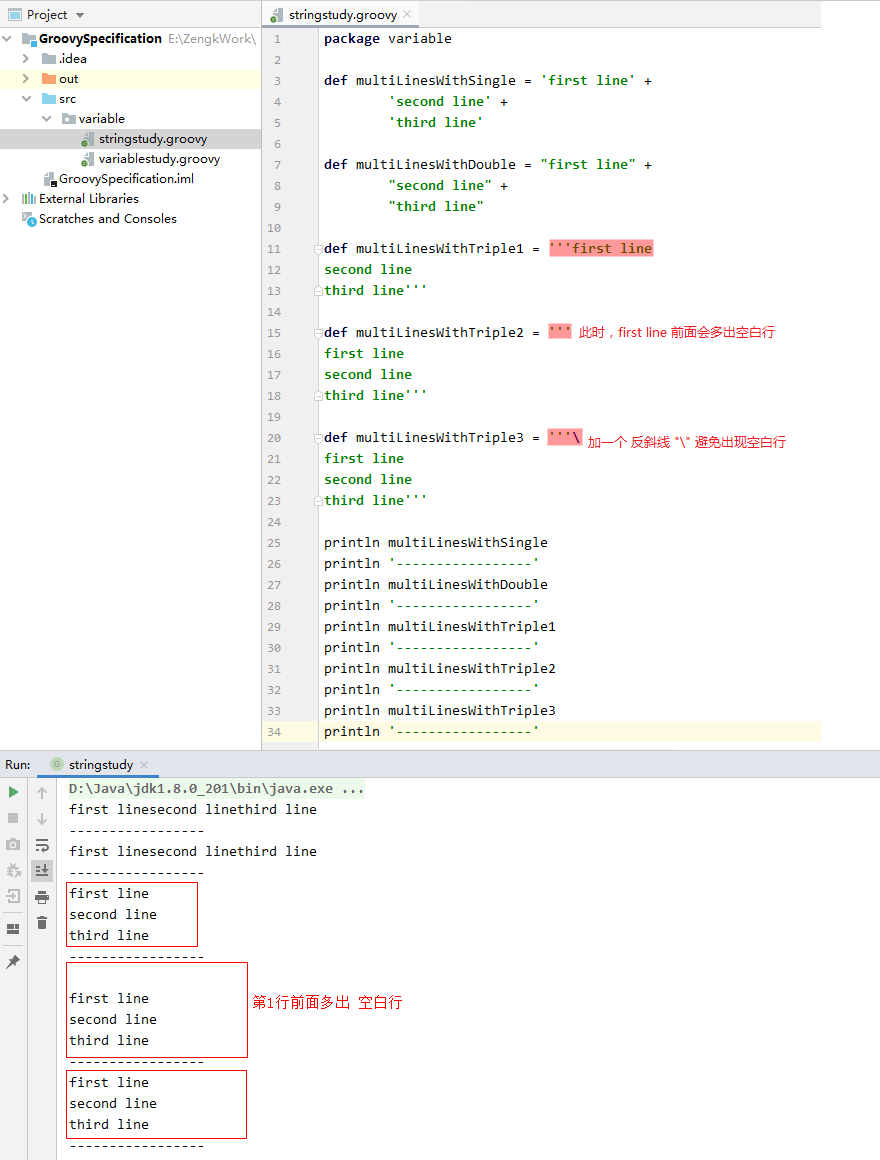 Project
GroovySpecification E:\ZengkWork\
.idea
out
src
variable
stringstudy.groovy
variablestudy.groovy
GroovySpecification.iml
External Libraries
Scratches and Consoles
stringstudy.groovy
1 package variable
2
3 def multiLinesWithSingle = 'first line' +
4 'second line' +
5 'third line'
6
7 def multiLinesWithDouble = "first line" +
8 "second line" +
9 "third line"
10
11 def multiLinesWithTriple1 = '''first line
12 second line
13 third line'''
14
15 def multiLinesWithTriple2 = ''' 此时，first line 前面会多出空白行
16 first line
17 second line
18 third line'''
19
20 def multiLinesWithTriple3 = '''\ 加一个 反斜线 "\" 避免出现空白行
21 first line
22 second line
23 third line'''
24
25 println multiLinesWithSingle
26 println '-----------------'
27 println multiLinesWithDouble
28 println '-----------------'
29 println multiLinesWithTriple1
30 println '-----------------'
31 println multiLinesWithTriple2
32 println '-----------------'
33 println multiLinesWithTriple3
34 println '-----------------'
Run: stringstudy
D:\Java\jdk1.8.0_201\bin\java.exe ...
first linesecond linethird line
-----------------
first linesecond linethird line
-----------------
first line
second line
third line
-----------------
first line 第1行前面多出 空白行
second line
third line
-----------------
first line
second line
third line
-----------------